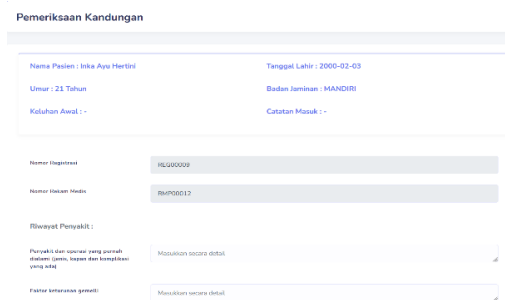 Pemeriksaan Kandungan
Nama Pasien : Inka Ayu Hertini
Tanggal Lahir : 2000-02-03
Umur : 21 Tahun
Badan Jaminan : MANDIRI
Keluhan Awal : -
Catatan Masuk : -
Nomor Registrasi
REG00008
Nomor Rekam Medis
RMP00012
Riwayat Penyakit :
Penyakit dan operasi yang pernah
dialami (jenis, kapan dan komplikasi
yang ada)
Masukkan secara detail
Faktor keturunan gemelli
Masukkan secara detail